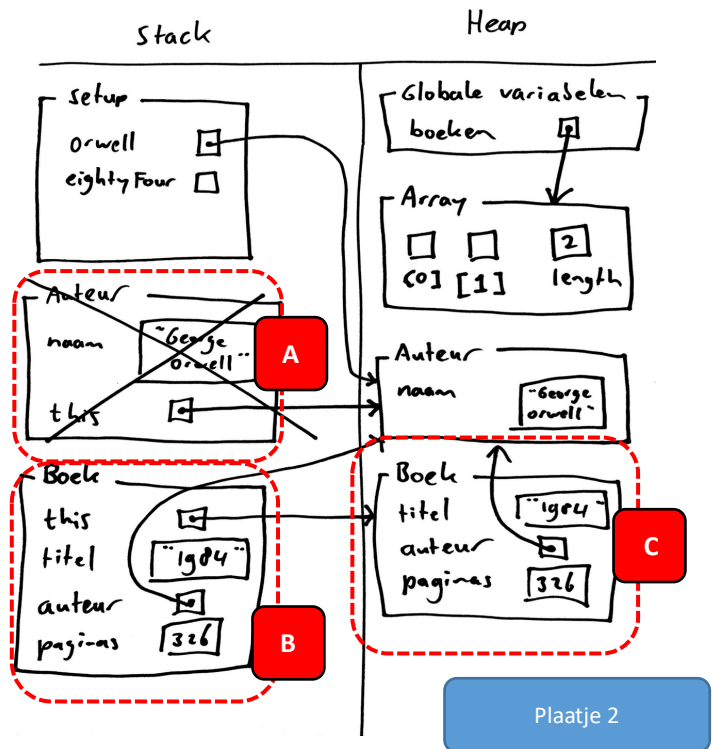 Stack
Heap
setup
orwell
eightyFour
Globale variabelen
boeken
Array
2
[0] [1] length
Auteur
naam "George
orwell"
this
A
Auteur
naam "George
orwell"
Boek
this
titel "1984"
auteur
paginas 326
B
Boek
titel "1984"
auteur
paginas 326
C
Plaatje 2